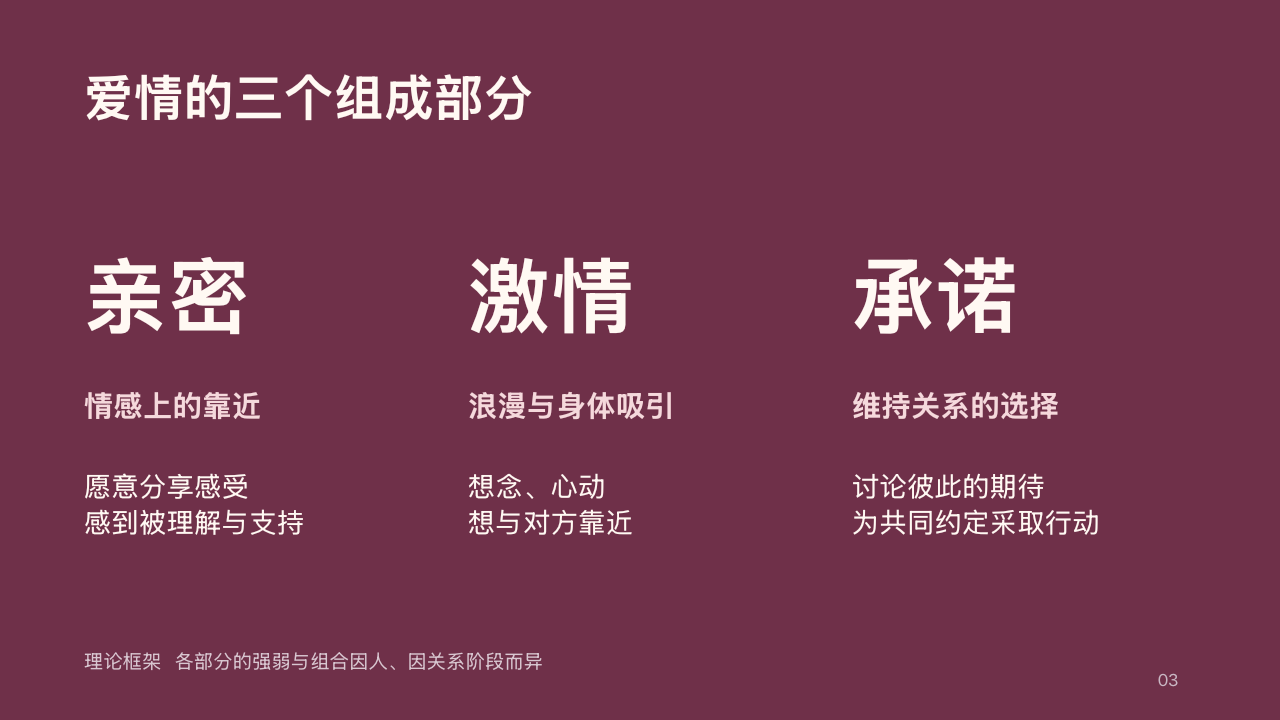 爱情的三个组成部分
亲密
情感上的靠近
愿意分享感受
感到被理解与支持
激情
浪漫与身体吸引
想念、心动
想与对方靠近
承诺
维持关系的选择
讨论彼此的期待
为共同约定采取行动
理论框架 各部分的强弱与组合因人、因关系阶段而异
03